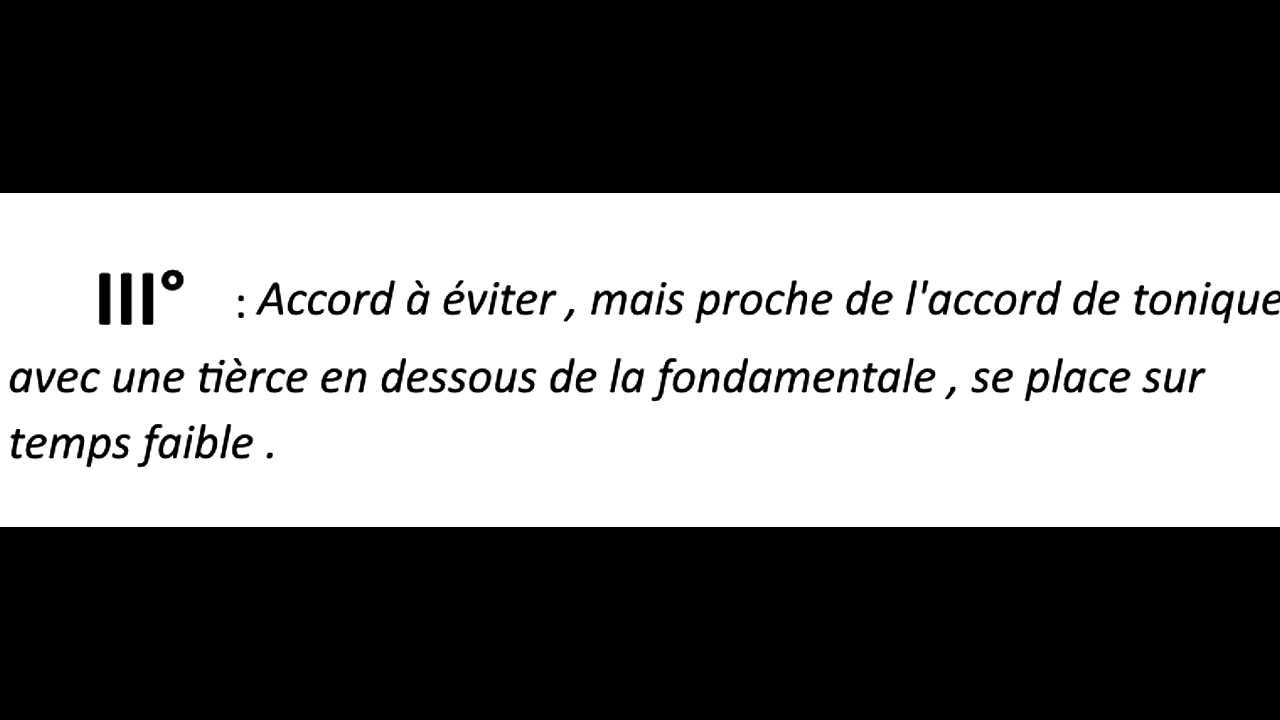 III° : Accord à éviter , mais proche de l'accord de tonique
avec une tièrce en dessous de la fondamentale , se place sur
temps faible .